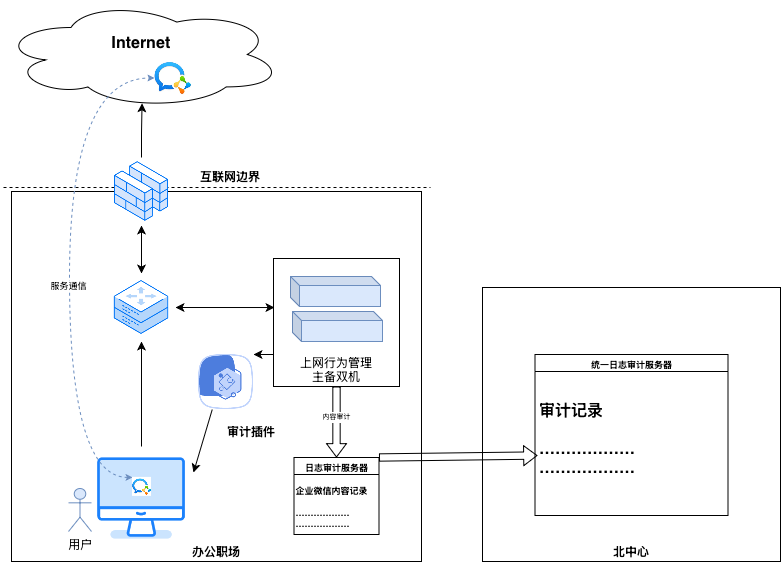 Internet
互联网边界
服务通信
上网行为管理
主备双机
内容审计
审计插件
日志审计服务器
企业微信内容记录
..................
..................
用户
办公职场
统一日志审计服务器
审计记录
..................
..................
北中心